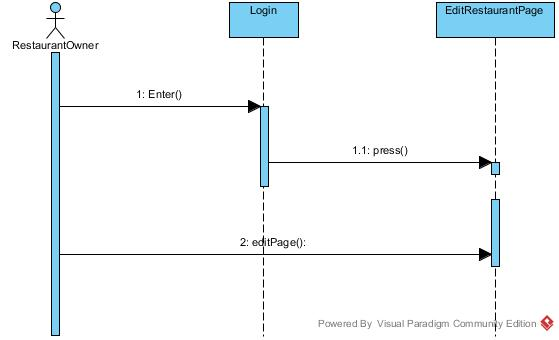 Login
EditRestaurantPage
RestaurantOwner
1: Enter()
1.1: press()
2: editPage():
Powered By Visual Paradigm Community Edition